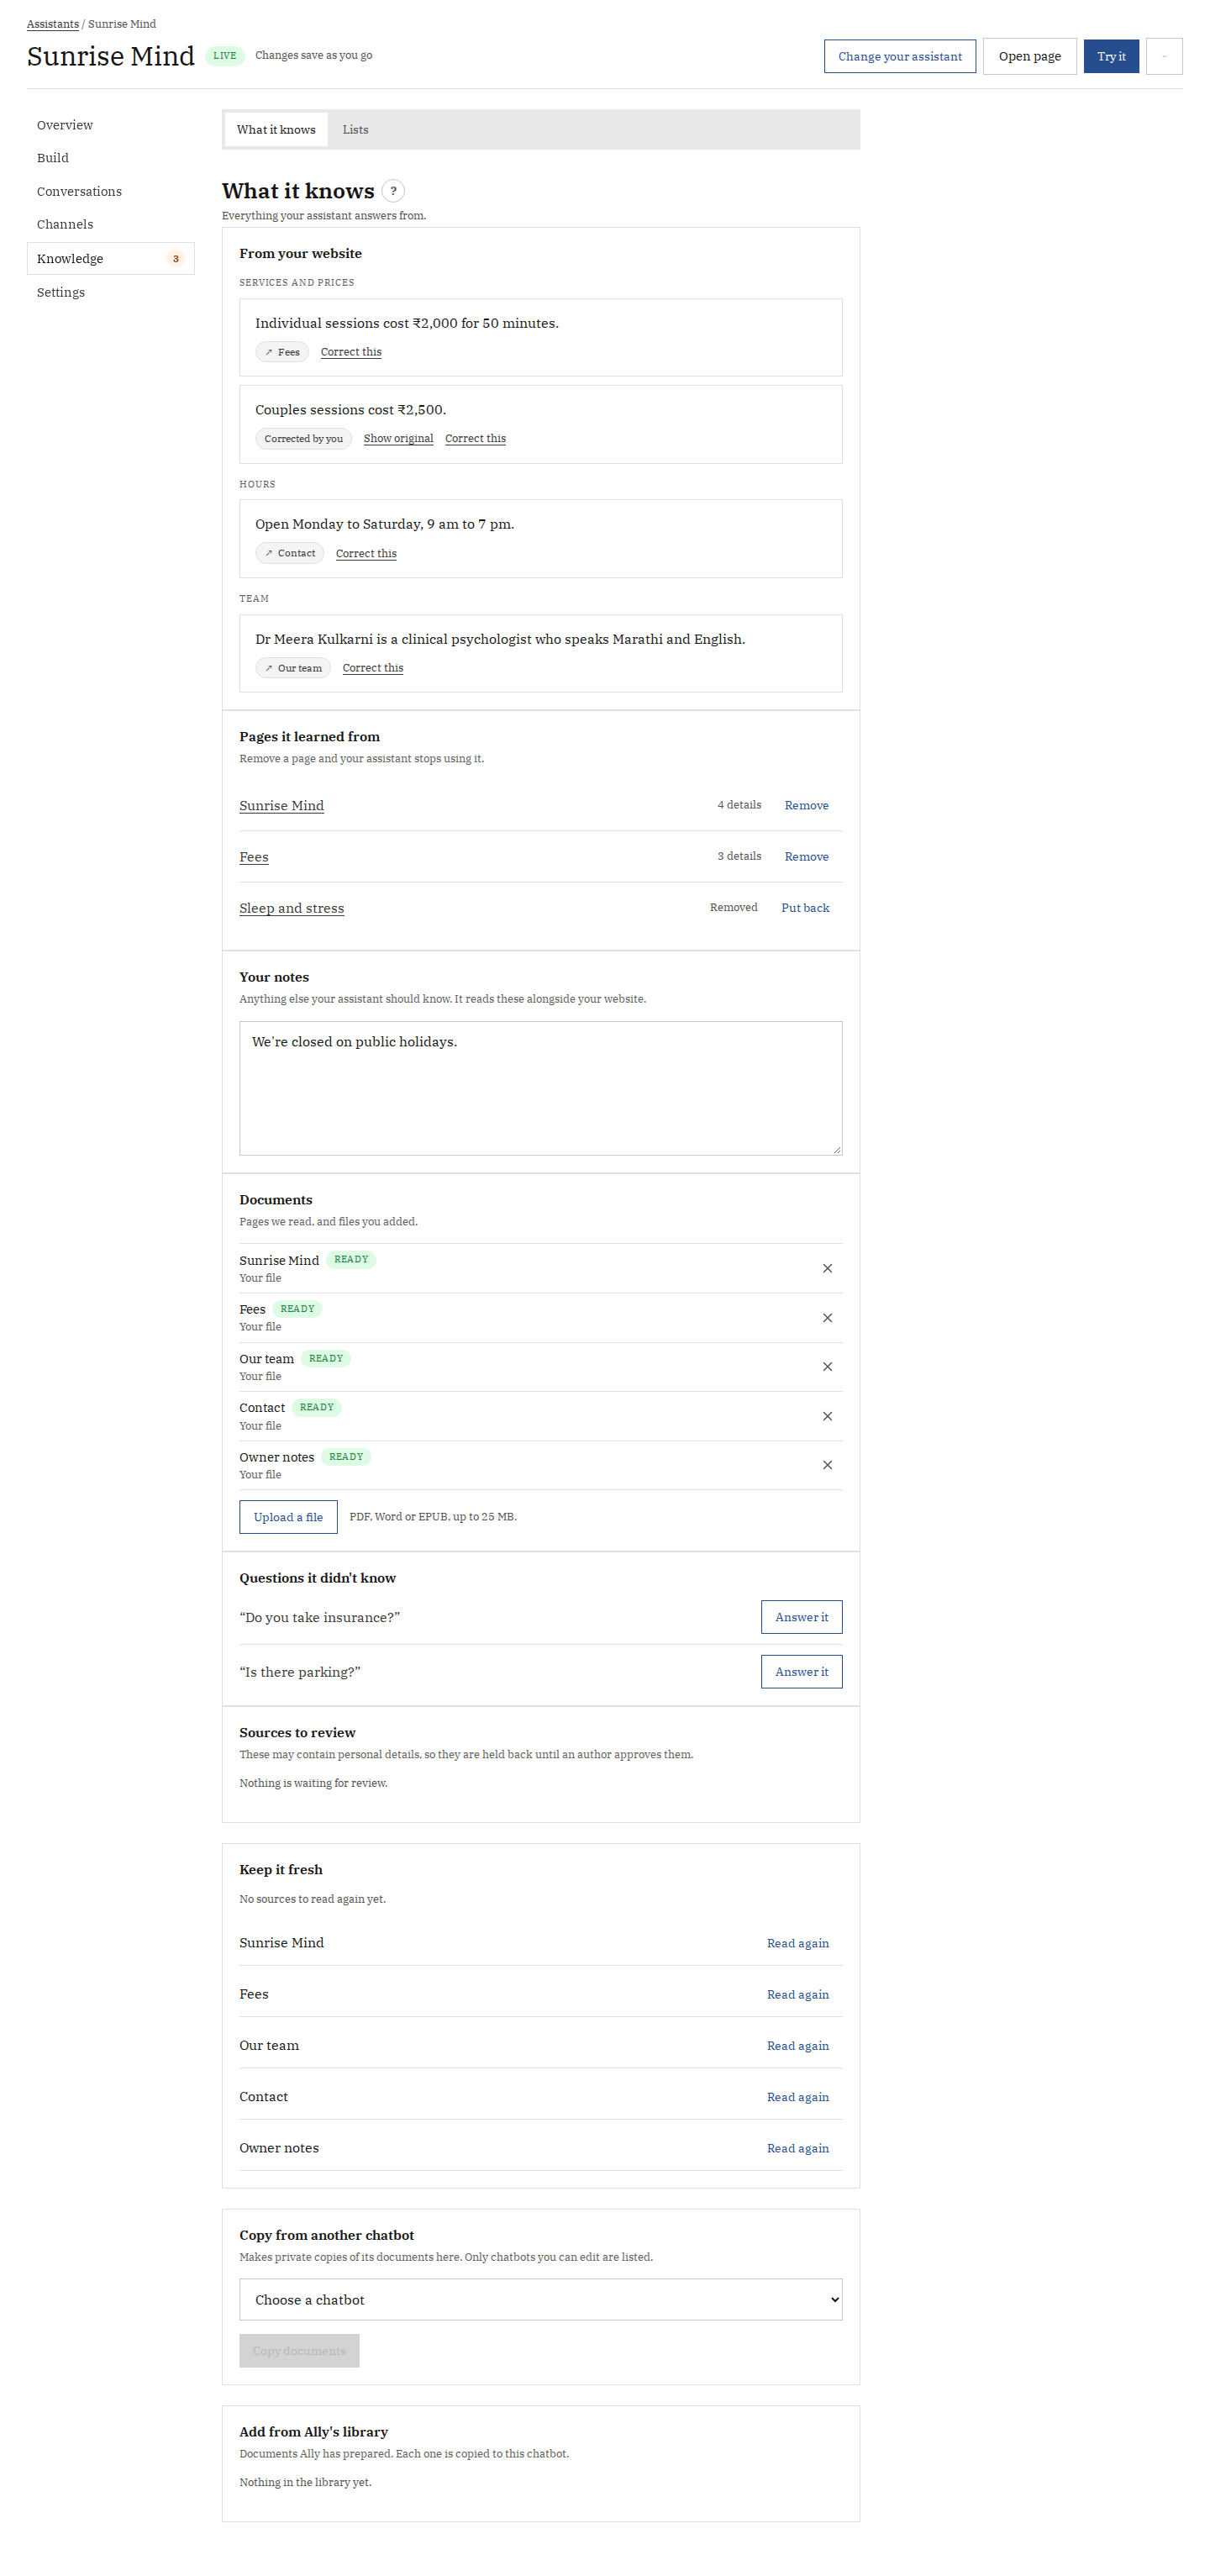 Assistants / Sunrise Mind
Sunrise Mind LIVE Changes save as you go Change your assistant Open page Try it -
Overview
Build
Conversations
Channels
Knowledge 3
Settings
What it knows Lists
What it knows ?
Everything your assistant answers from.
From your website
SERVICES AND PRICES
Individual sessions cost ₹2,000 for 50 minutes.
↗ Fees Correct this
Couples sessions cost ₹2,500.
Corrected by you Show original Correct this
HOURS
Open Monday to Saturday, 9 am to 7 pm.
↗ Contact Correct this
TEAM
Dr Meera Kulkarni is a clinical psychologist who speaks Marathi and English.
↗ Our team Correct this
Pages it learned from
Remove a page and your assistant stops using it.
Sunrise Mind 4 details Remove
Fees 3 details Remove
Sleep and stress Removed Put back
Your notes
Anything else your assistant should know. It reads these alongside your website.
We're closed on public holidays.
Documents
Pages we read, and files you added.
Sunrise Mind READY
Your file
Fees READY
Your file
Our team READY
Your file
Contact READY
Your file
Owner notes READY
Your file
Upload a file PDF, Word or EPUB, up to 25 MB.
Questions it didn't know
“Do you take insurance?” Answer it
“Is there parking?” Answer it
Sources to review
These may contain personal details, so they are held back until an author approves them.
Nothing is waiting for review.
Keep it fresh
No sources to read again yet.
Sunrise Mind Read again
Fees Read again
Our team Read again
Contact Read again
Owner notes Read again
Copy from another chatbot
Makes private copies of its documents here. Only chatbots you can edit are listed.
Choose a chatbot
Copy documents
Add from Ally's library
Documents Ally has prepared. Each one is copied to this chatbot.
Nothing in the library yet.